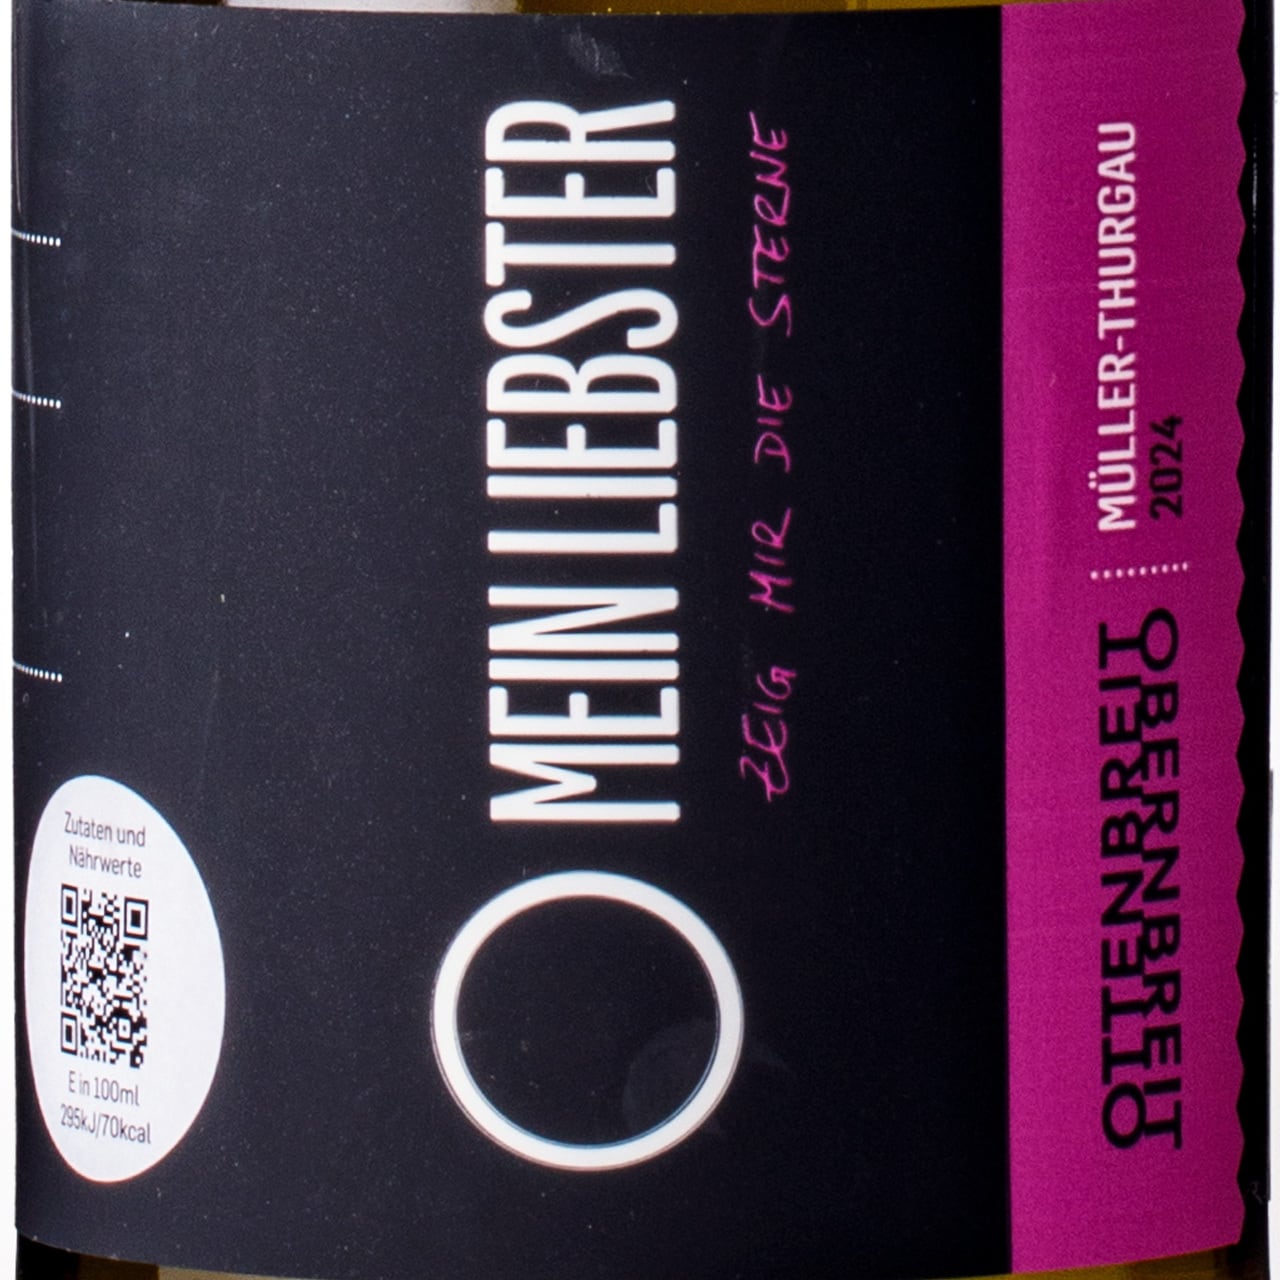 MEIN LIEBSTER
ZEIG MIR DIE STERNE
MÜLLER-THURGAU
2024
OTTENBREIT
OBERNBREIT
Zutaten und
Nährwerte
E in 100ml
295kJ/70kcal